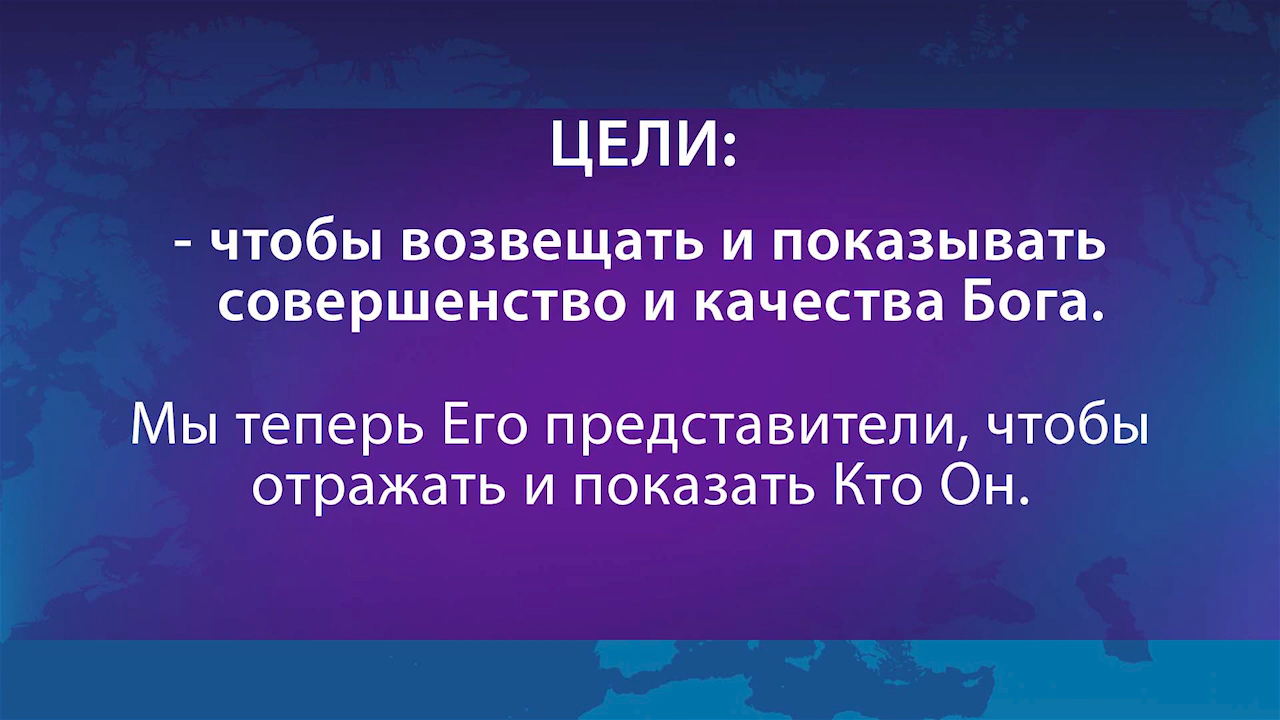 ЦЕЛИ:
- чтобы возвещать и показывать
совершенство и качества Бога.
Мы теперь Его представители, чтобы
отражать и показать Кто Он.